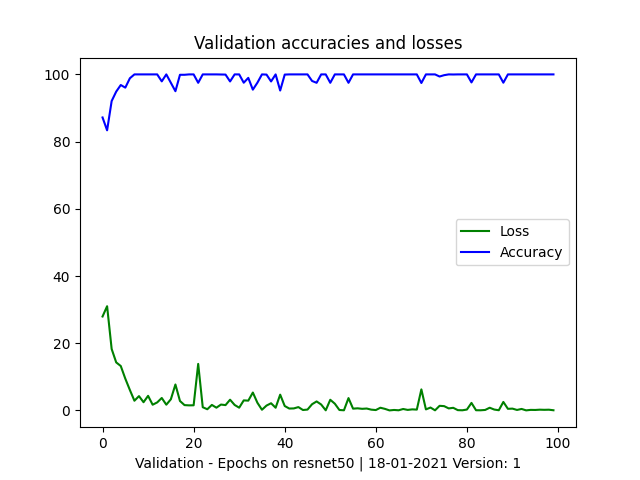 Validation accuracies and losses
100
80
60
40
20
0
Loss
Accuracy
0 20 40 60 80 100
Validation - Epochs on resnet50 | 18-01-2021 Version: 1